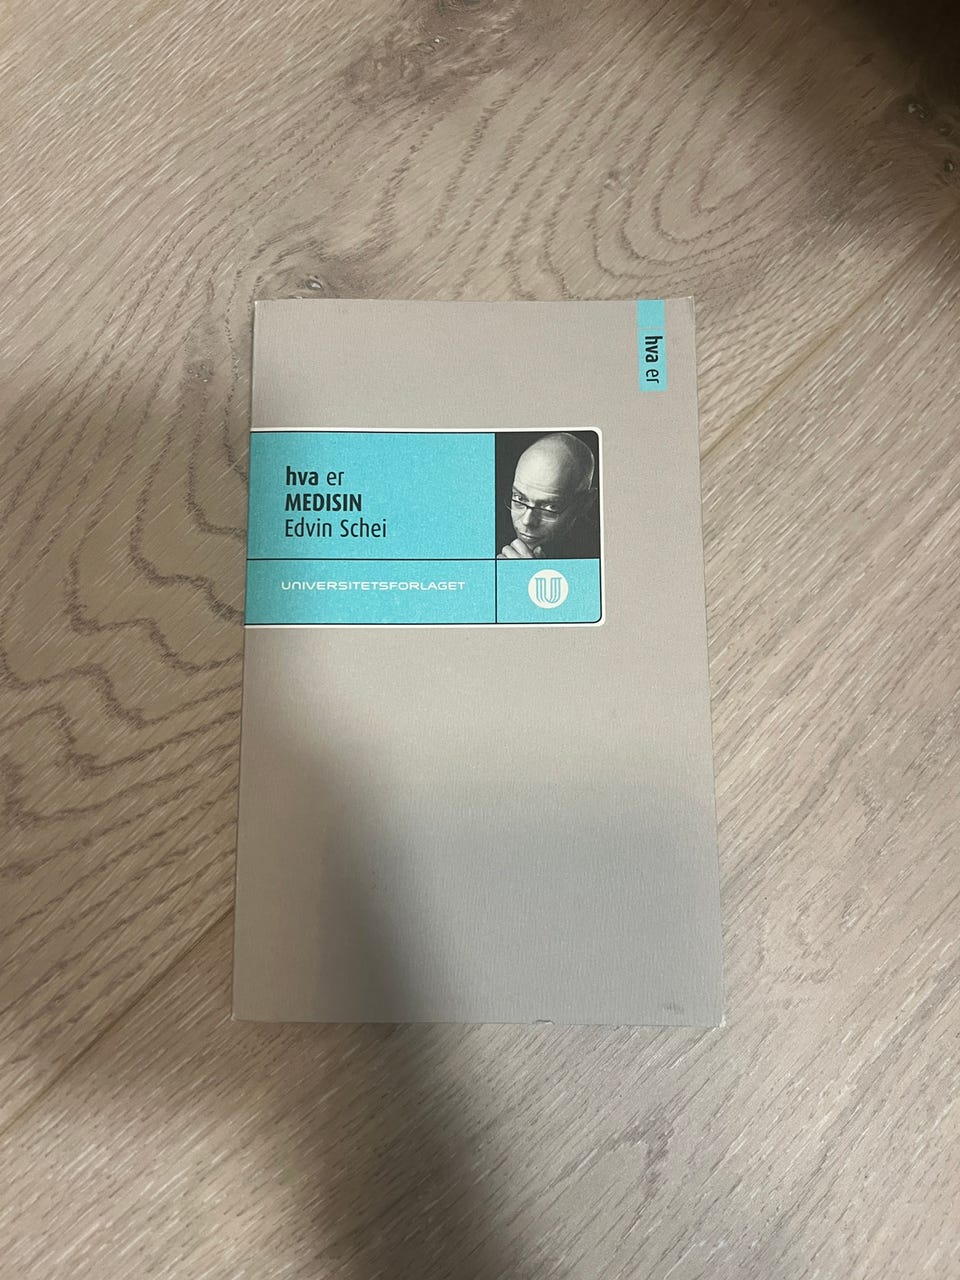 hva er
hva er
MEDISIN
Edvin Schei
UNIVERSITETSFORLAGET
U